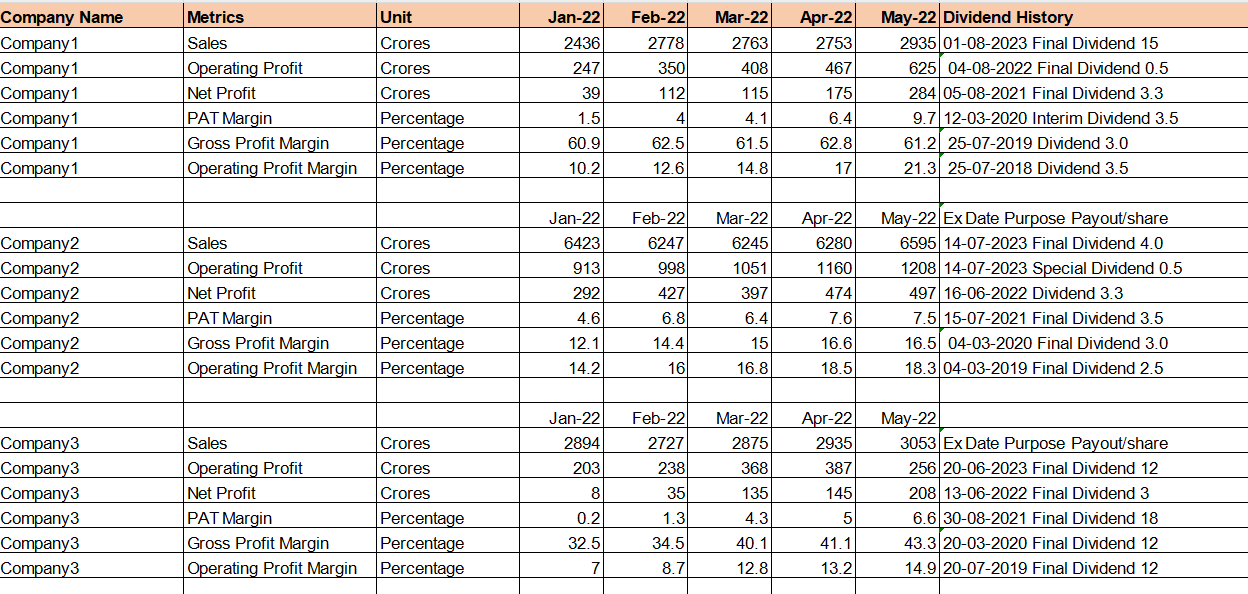 Company Name Metrics Unit Jan-22 Feb-22 Mar-22 Apr-22 May-22 Dividend History
Company1 Sales Crores 2436 2778 2763 2753 2935 01-08-2023 Final Dividend 15
Company1 Operating Profit Crores 247 350 408 467 625 04-08-2022 Final Dividend 0.5
Company1 Net Profit Crores 39 112 115 175 284 05-08-2021 Final Dividend 3.3
Company1 PAT Margin Percentage 1.5 4 4.1 6.4 9.7 12-03-2020 Interim Dividend 3.5
Company1 Gross Profit Margin Percentage 60.9 62.5 61.5 62.8 61.2 25-07-2019 Dividend 3.0
Company1 Operating Profit Margin Percentage 10.2 12.6 14.8 17 21.3 25-07-2018 Dividend 3.5
Jan-22 Feb-22 Mar-22 Apr-22 May-22 Ex Date Purpose Payout/share
Company2 Sales Crores 6423 6247 6245 6280 6595 14-07-2023 Final Dividend 4.0
Company2 Operating Profit Crores 913 998 1051 1160 1208 14-07-2023 Special Dividend 0.5
Company2 Net Profit Crores 292 427 397 474 497 16-06-2022 Dividend 3.3
Company2 PAT Margin Percentage 4.6 6.8 6.4 7.6 7.5 15-07-2021 Final Dividend 3.5
Company2 Gross Profit Margin Percentage 12.1 14.4 15 16.6 16.5 04-03-2020 Final Dividend 3.0
Company2 Operating Profit Margin Percentage 14.2 16 16.8 18.5 18.3 04-03-2019 Final Dividend 2.5
Jan-22 Feb-22 Mar-22 Apr-22 May-22
Company3 Sales Crores 2894 2727 2875 2935 3053 Ex Date Purpose Payout/share
Company3 Operating Profit Crores 203 238 368 387 256 20-06-2023 Final Dividend 12
Company3 Net Profit Crores 8 35 135 145 208 13-06-2022 Final Dividend 3
Company3 PAT Margin Percentage 0.2 1.3 4.3 5 6.6 30-08-2021 Final Dividend 18
Company3 Gross Profit Margin Percentage 32.5 34.5 40.1 41.1 43.3 20-03-2020 Final Dividend 12
Company3 Operating Profit Margin Percentage 7 8.7 12.8 13.2 14.9 20-07-2019 Final Dividend 12